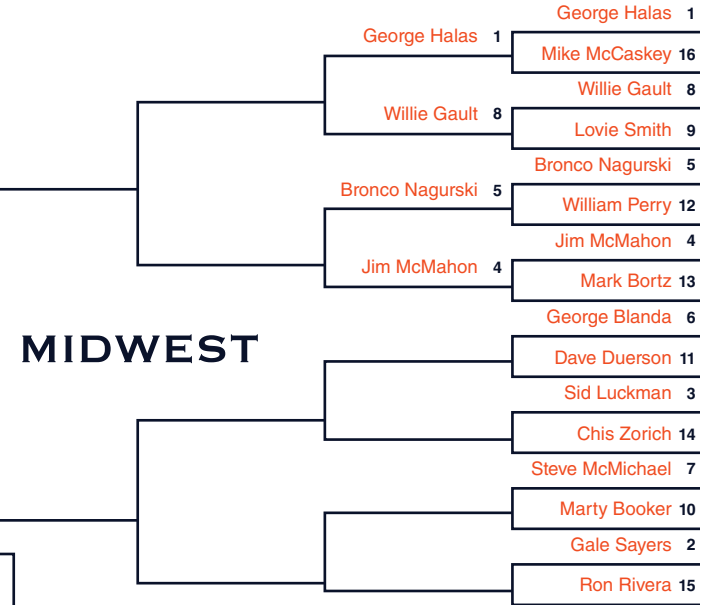 George Halas 1
George Halas 1
Mike McCaskey 16
Willie Gault 8
Willie Gault 8
Lovie Smith 9
Bronco Nagurski 5
Bronco Nagurski 5
William Perry 12
Jim McMahon 4
Jim McMahon 4
Mark Bortz 13
George Blanda 6
MIDWEST
Dave Duerson 11
Sid Luckman 3
Chis Zorich 14
Steve McMichael 7
Marty Booker 10
Gale Sayers 2
Ron Rivera 15